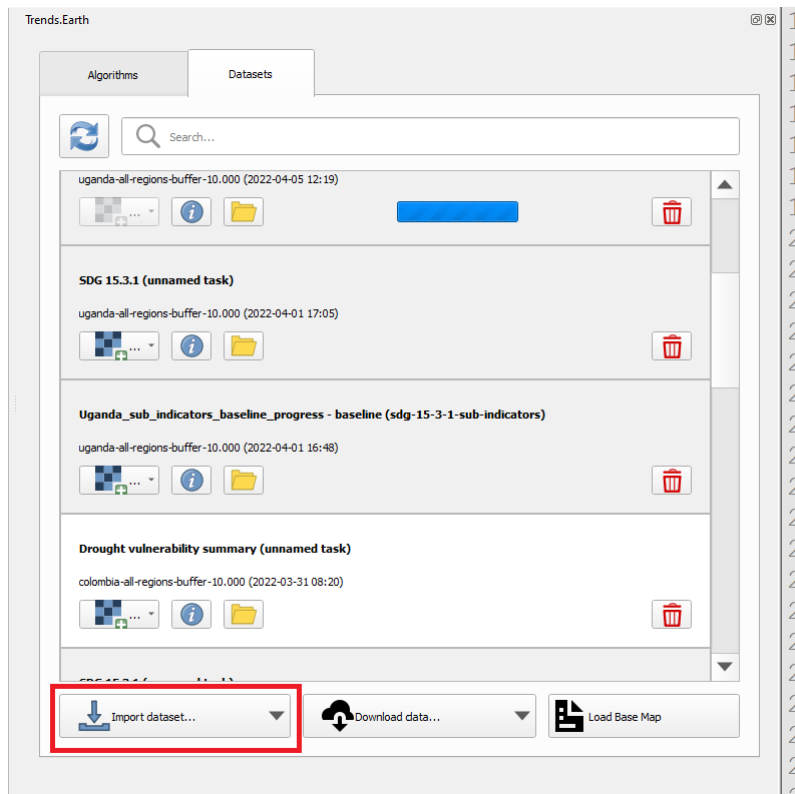 Trends.Earth
Algorithms
Datasets
Search...
uganda-all-regions-buffer-10.000 (2022-04-05 12:19)
...
SDG 15.3.1 (unnamed task)
uganda-all-regions-buffer-10.000 (2022-04-01 17:05)
...
Uganda_sub_indicators_baseline_progress - baseline (sdg-15-3-1-sub-indicators)
uganda-all-regions-buffer-10.000 (2022-04-01 16:48)
...
Drought vulnerability summary (unnamed task)
colombia-all-regions-buffer-10.000 (2022-03-31 08:20)
...
Import dataset...
Download data...
Load Base Map